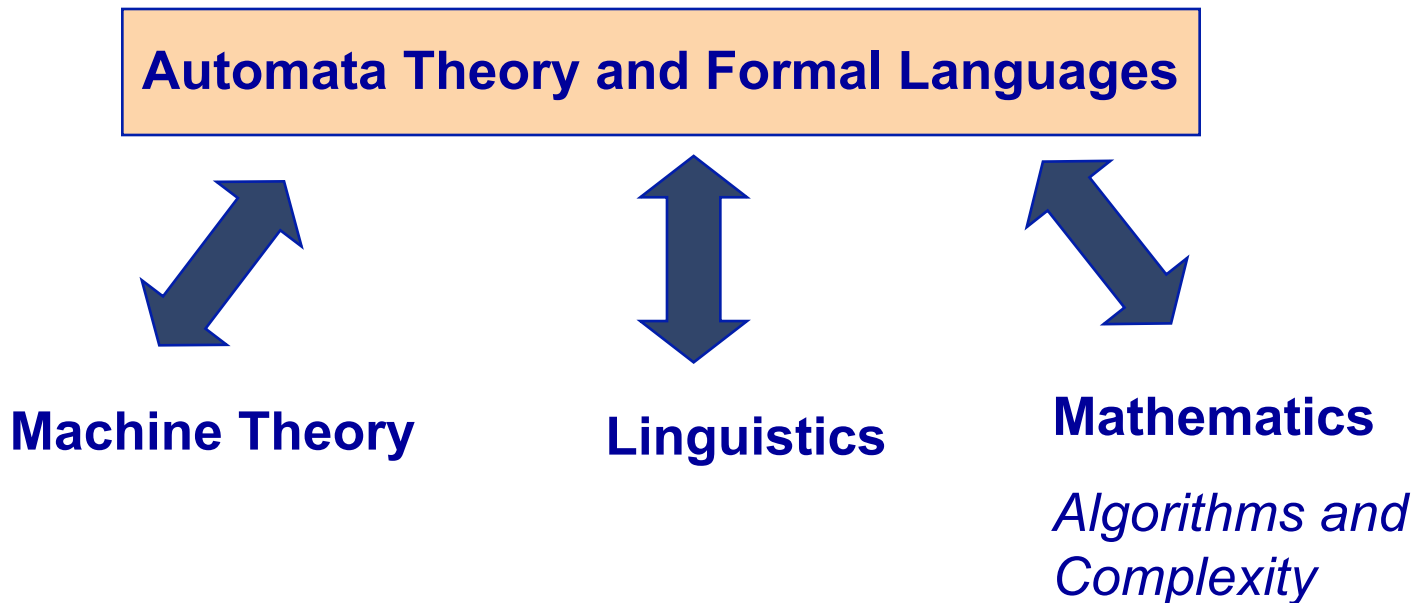 Automata Theory and Formal Languages
Machine Theory
Linguistics
Mathematics
Algorithms and
Complexity